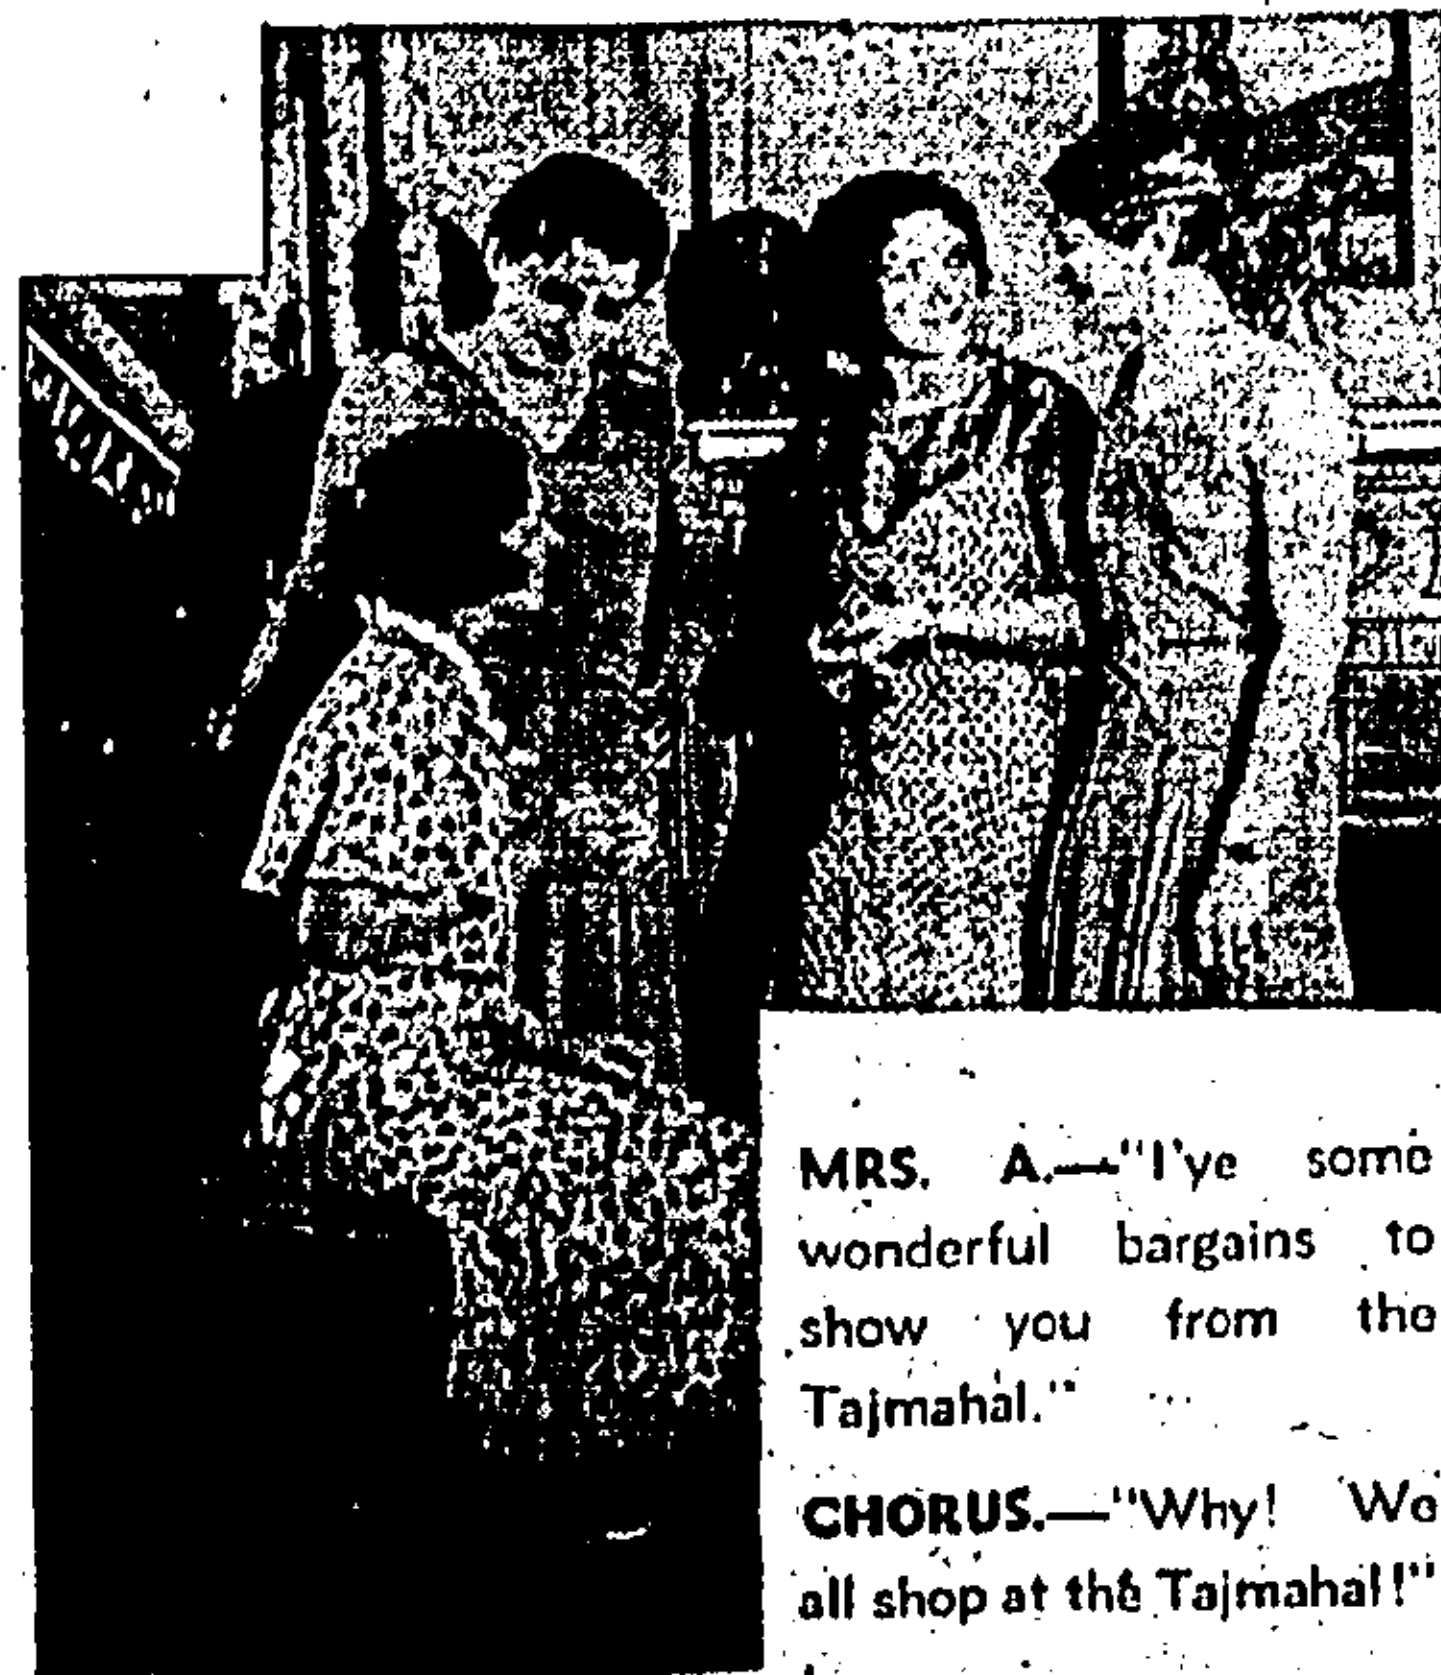 MRS. A.—"I've some
wonderful bargains to
show you from the
Tajmahal."
CHORUS.—"Why! We
all shop at the Tajmahal!"